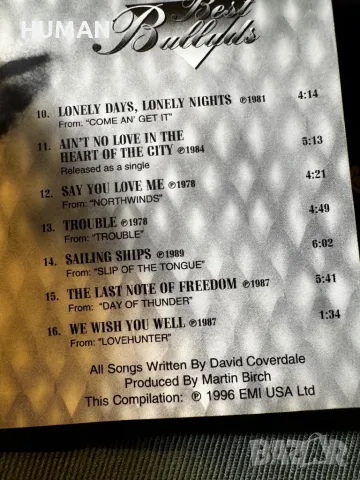 HUMAN
Best
Ballads
10. LONELY DAYS, LONELY NIGHTS ℗1981 4:14
From: "COME AN' GET IT"
11. AIN'T NO LOVE IN THE
HEART OF THE CITY ℗1984 5:13
Released as a single
12. SAY YOU LOVE ME ℗1978 4:21
From: "NORTHWINDS"
13. TROUBLE ℗1978 4:49
From: "TROUBLE"
14. SAILING SHIPS ℗1989 6:02
From: "SLIP OF THE TONGUE"
15. THE LAST NOTE OF FREEDOM ℗1987 5:41
From: "DAY OF THUNDER"
16. WE WISH YOU WELL ℗1987 1:34
From: "LOVEHUNTER"
All Songs Written By David Coverdale
Produced By Martin Birch
This Compilation: ℗ 1996 EMI USA Ltd
BAZAR